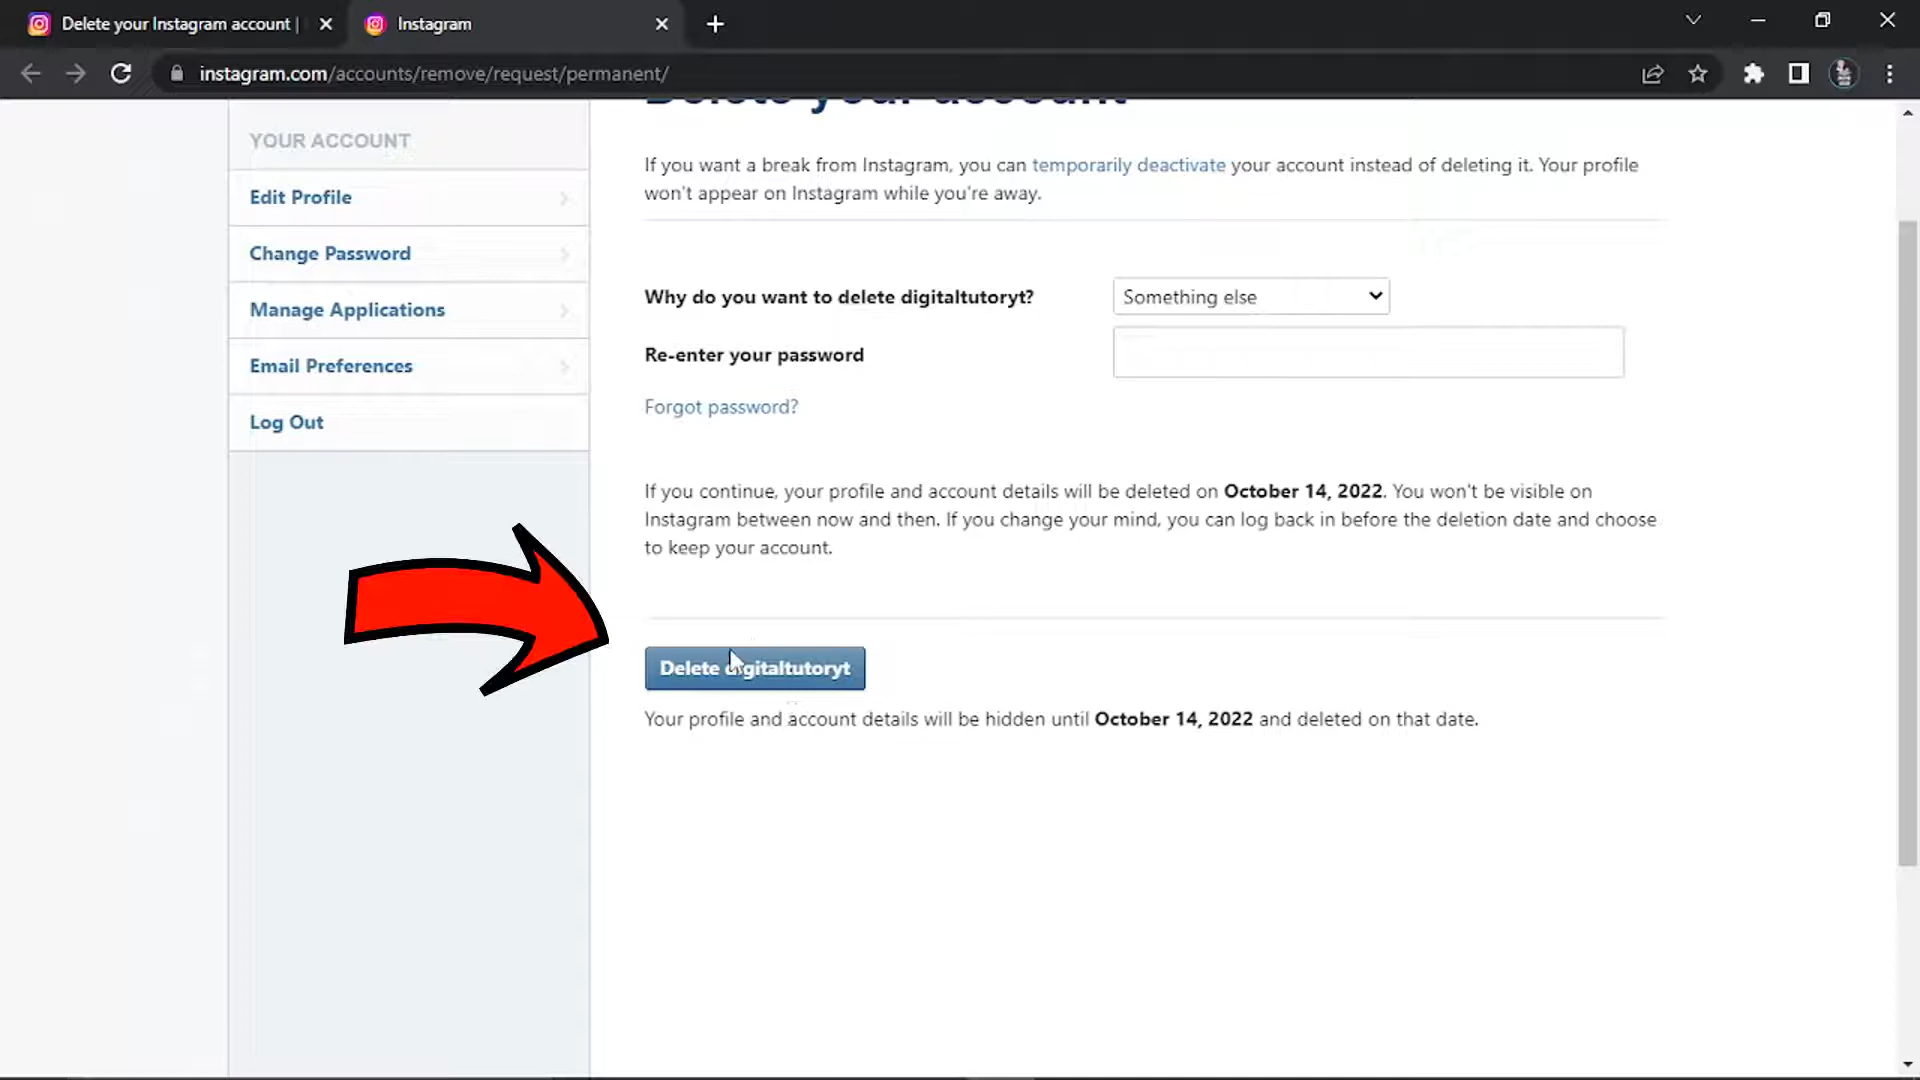 Delete your Instagram account |
Instagram
instagram.com/accounts/remove/request/permanent/
Delete your account
YOUR ACCOUNT
Edit Profile
Change Password
Manage Applications
Email Preferences
Log Out
If you want a break from Instagram, you can temporarily deactivate your account instead of deleting it. Your profile
won't appear on Instagram while you're away.
Why do you want to delete digitaltutoryt?
Something else
Re-enter your password
Forgot password?
If you continue, your profile and account details will be deleted on October 14, 2022. You won't be visible on
Instagram between now and then. If you change your mind, you can log back in before the deletion date and choose
to keep your account.
Delete digitaltutoryt
Your profile and account details will be hidden until October 14, 2022 and deleted on that date.